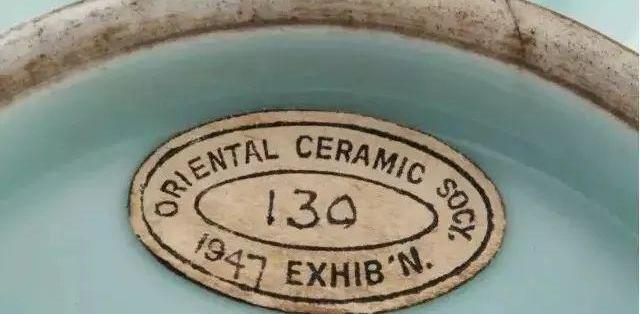 ORIENTAL CERAMIC SOCY.
130
1947 EXHIB'N.